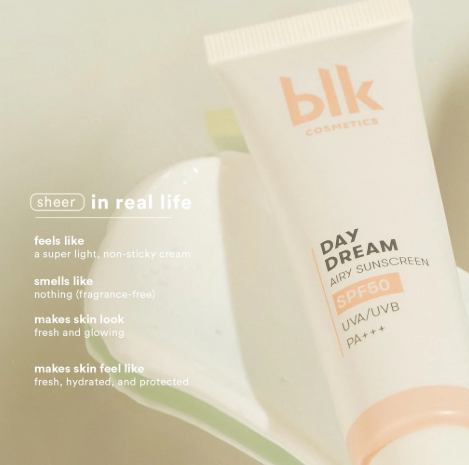 blk
COSMETICS
DAY
DREAM
AIRY SUNSCREEN
SPF50
UVA/UVB
PA+++
sheer in real life
feels like
a super light, non-sticky cream
smells like
nothing (fragrance-free)
makes skin look
fresh and glowing
makes skin feel like
fresh, hydrated, and protected